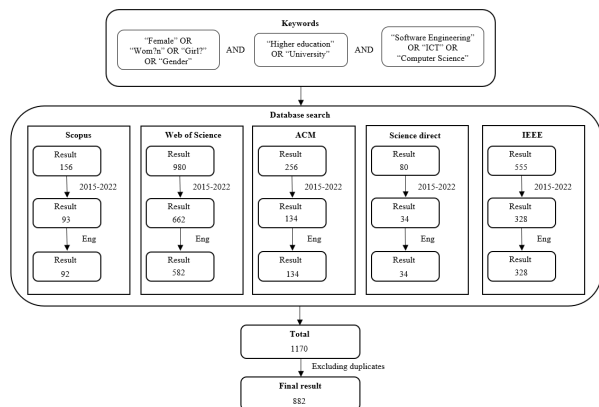 Keywords
“Female” OR
“Wom?n” OR “Girl?”
OR “Gender”
AND
“Higher education”
OR “University”
AND
“Software Engineering”
OR “ICT” OR
“Computer Science”
Database search
Scopus
Result
156
2015-2022
Result
93
Eng
Result
92
Web of Science
Result
980
2015-2022
Result
662
Eng
Result
582
ACM
Result
256
2015-2022
Result
134
Eng
Result
134
Science direct
Result
80
2015-2022
Result
34
Eng
Result
34
IEEE
Result
555
2015-2022
Result
328
Eng
Result
328
Total
1170
Excluding duplicates
Final result
882